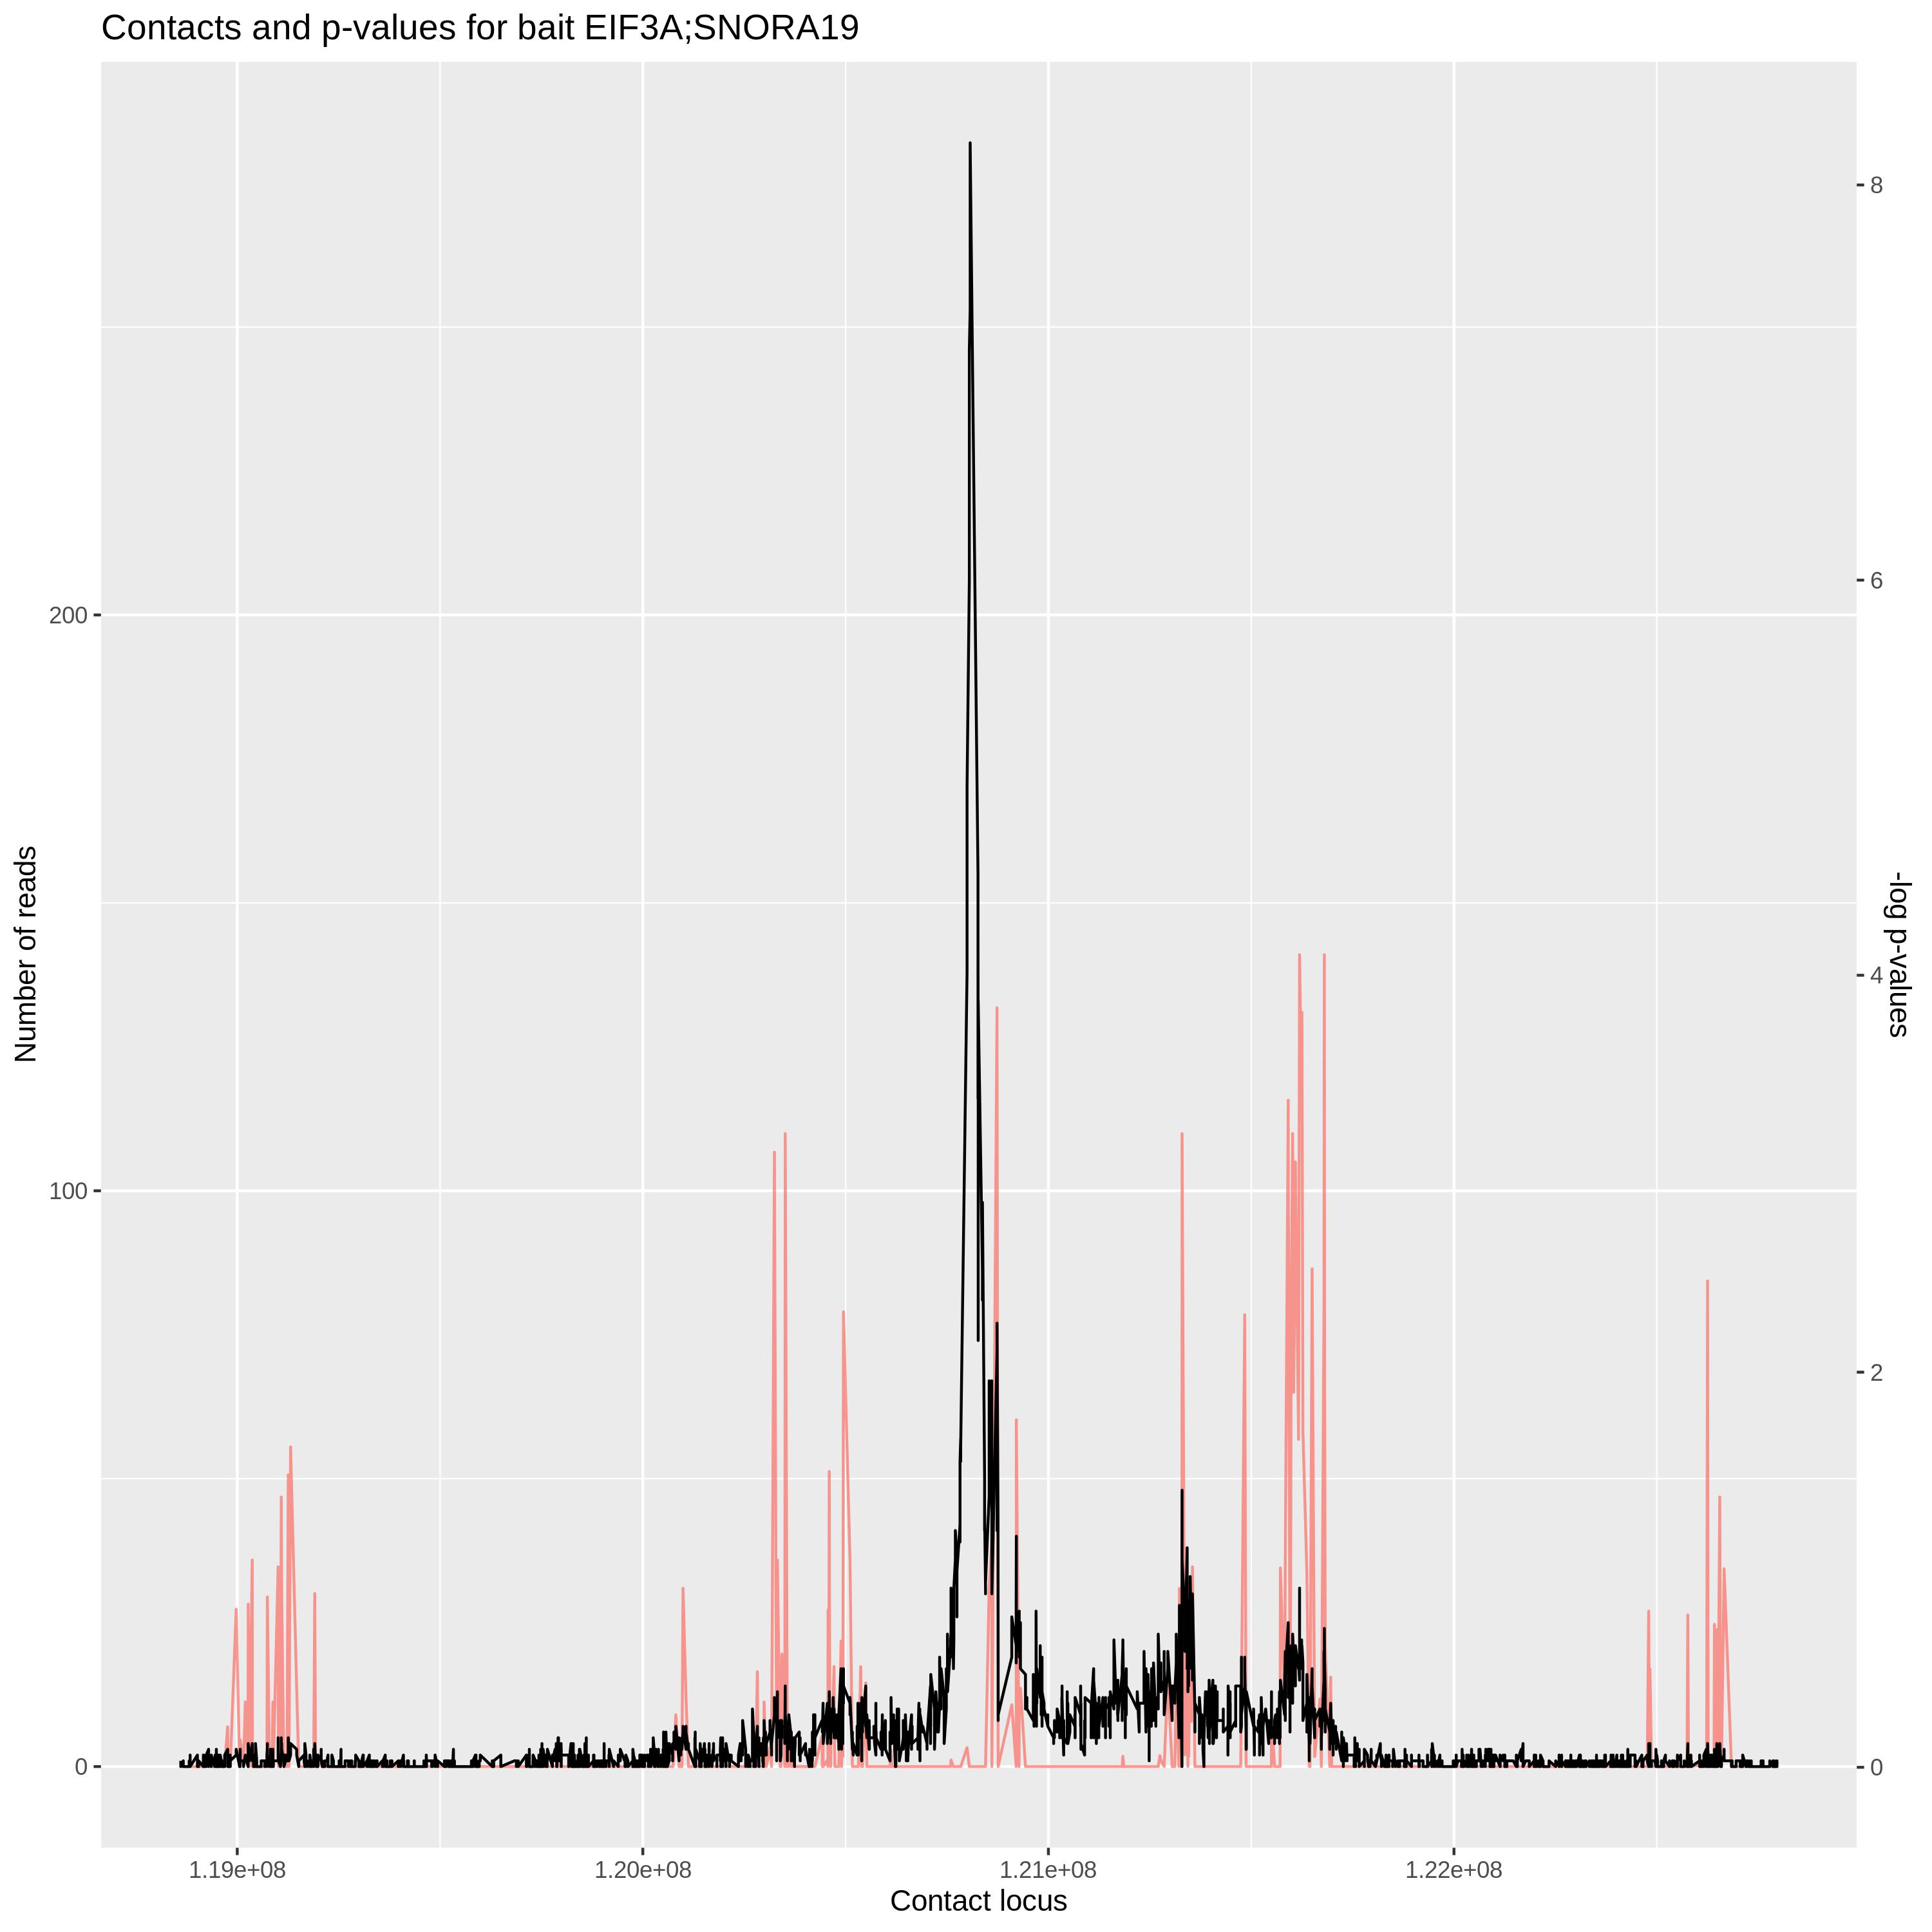 Contacts and p-values for bait EIF3A;SNORA19
Number of reads
200
100
0
8
6
4
2
0
-log p-values
1.19e+08 1.20e+08 1.21e+08 1.22e+08
Contact locus